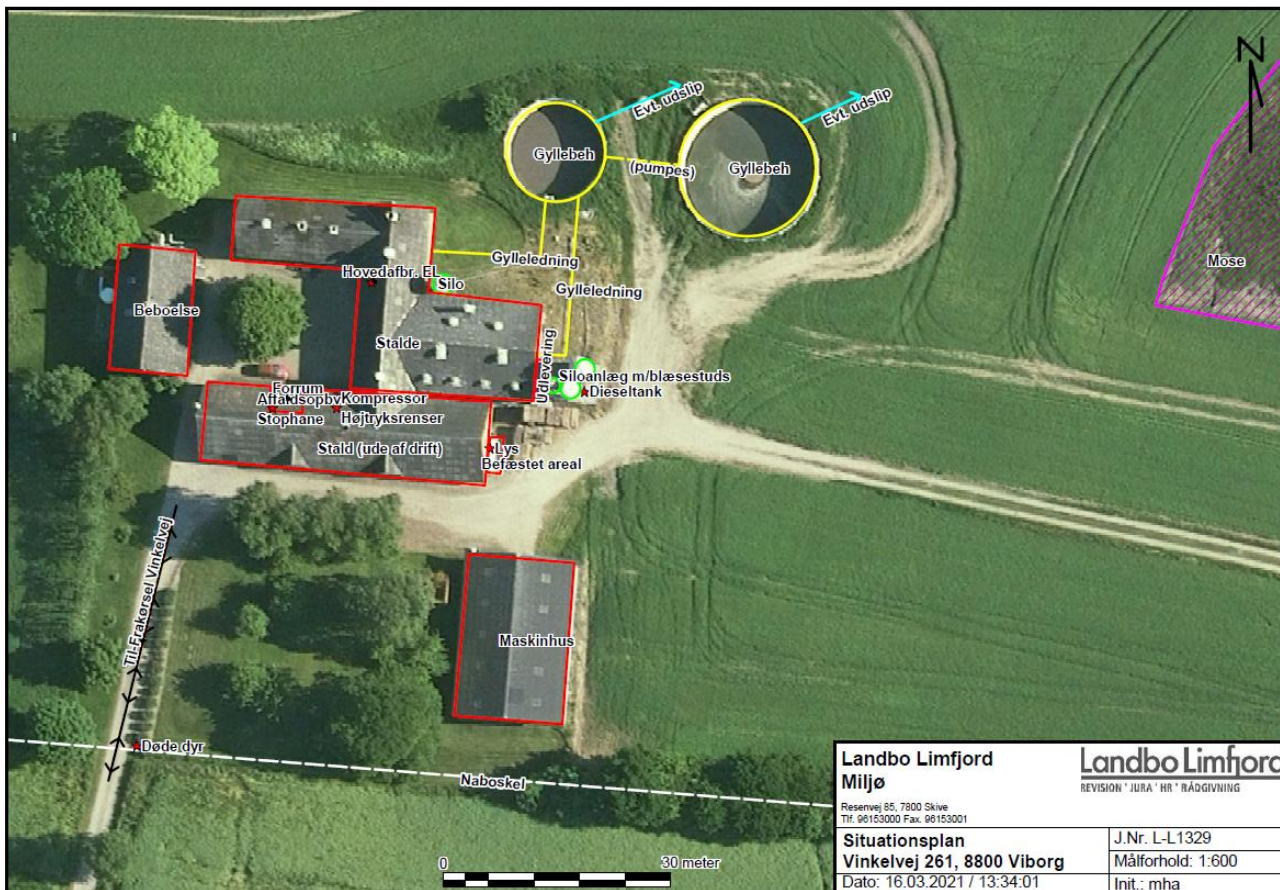 N
Evt. udslip
Evt. udslip
Gyllebeh
(pumpes)
Gyllebeh
Gylleledning
Hovedafbr. EL
Silo
Gylleledning
Mose
Beboelse
Stalde
Udlevering
Siloanlæg m/blæsestuds
Dieseltank
Forrum
Affaldsopbv
Kompressor
Stophane
Højtryksrenser
Stald (ude af drift)
Lys
Befæstet areal
Til-Frakørsel Vinkelvej
Maskinhus
Døde dyr
Naboskel
0
30 meter
Landbo Limfjord
Miljø
Resenvej 85, 7800 Skive
Tlf. 96153000 Fax. 96153001
Landbo Limfjord
REVISION * JURA * HR * RÅDGIVNING
Situationsplan
Vinkelvej 261, 8800 Viborg
Dato: 16.03.2021 / 13:34:01
J.Nr. L-L1329
Målforhold: 1:600
Init.: mha